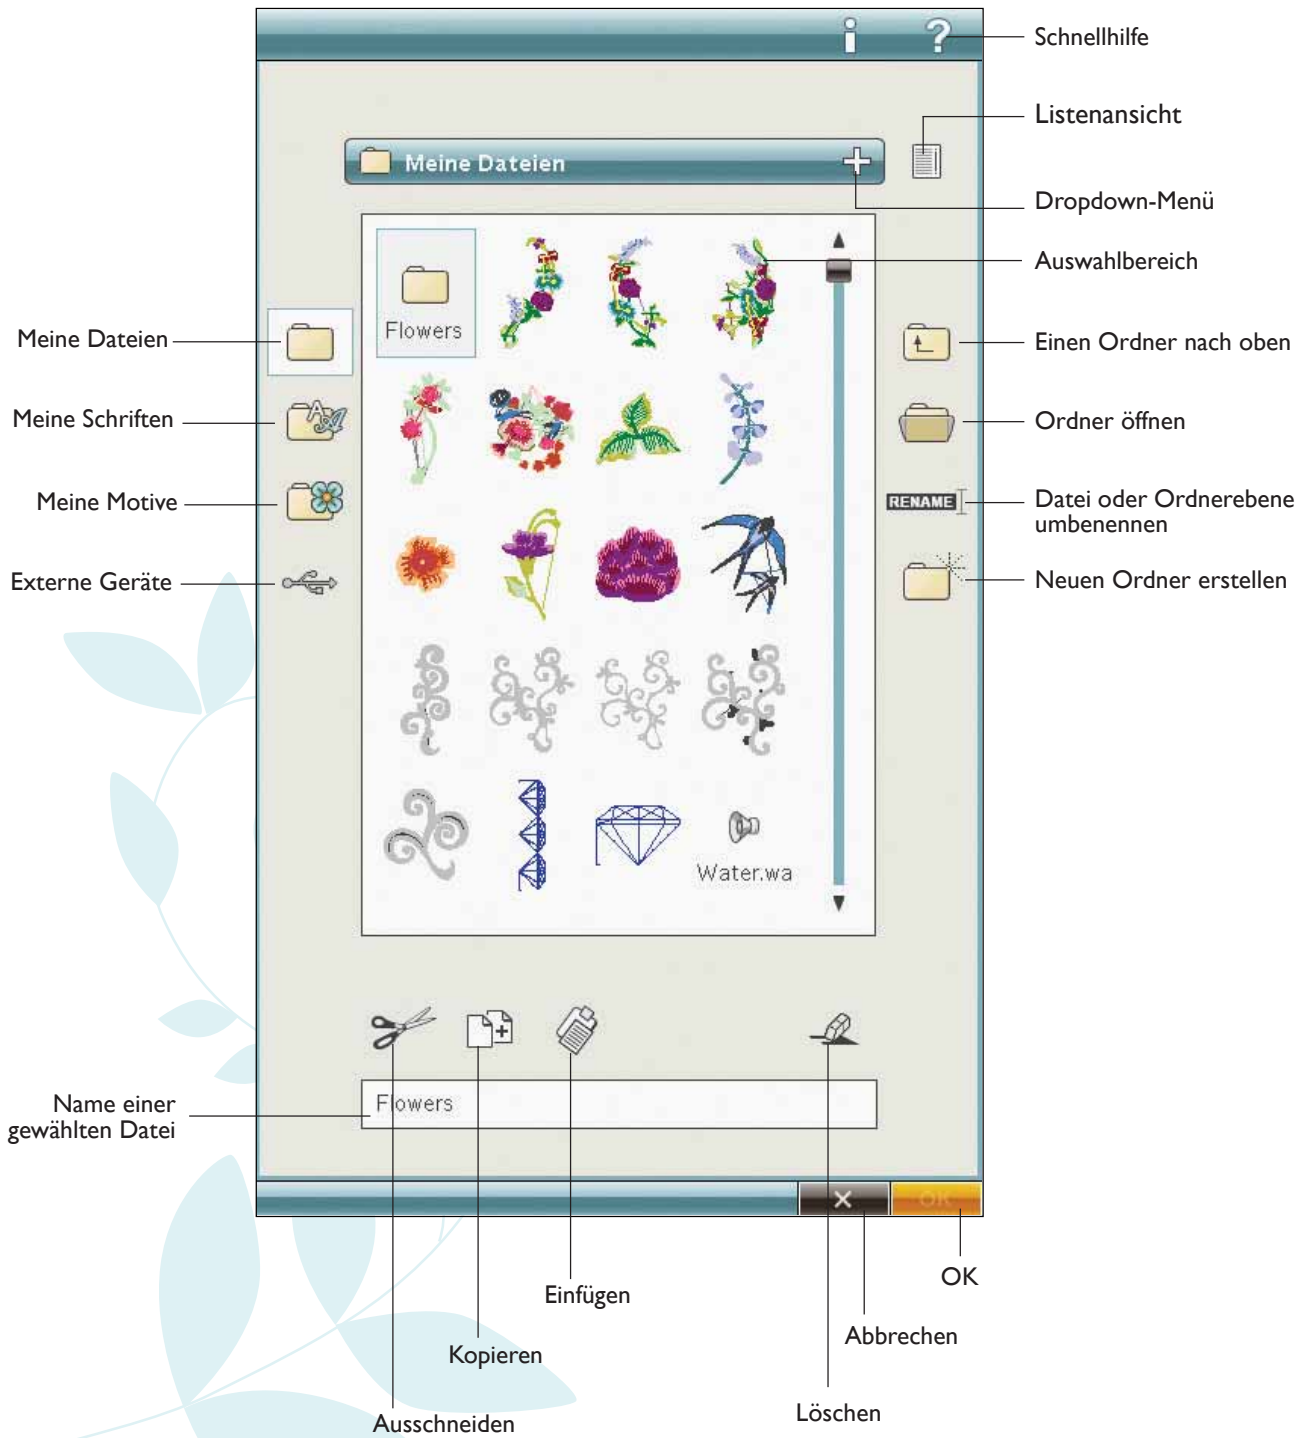 Schnellhilfe
Listenansicht
Meine Dateien
Dropdown-Menü
Auswahlbereich
Flowers
Meine Dateien
Einen Ordner nach oben
Meine Schriften
Ordner öffnen
Meine Motive
RENAME
Datei oder Ordnerebene
umbenennen
Externe Geräte
Neuen Ordner erstellen
Water.wa
Name einer
gewählten Datei
Flowers
OK
OK
Einfügen
Abbrechen
Kopieren
Löschen
Ausschneiden